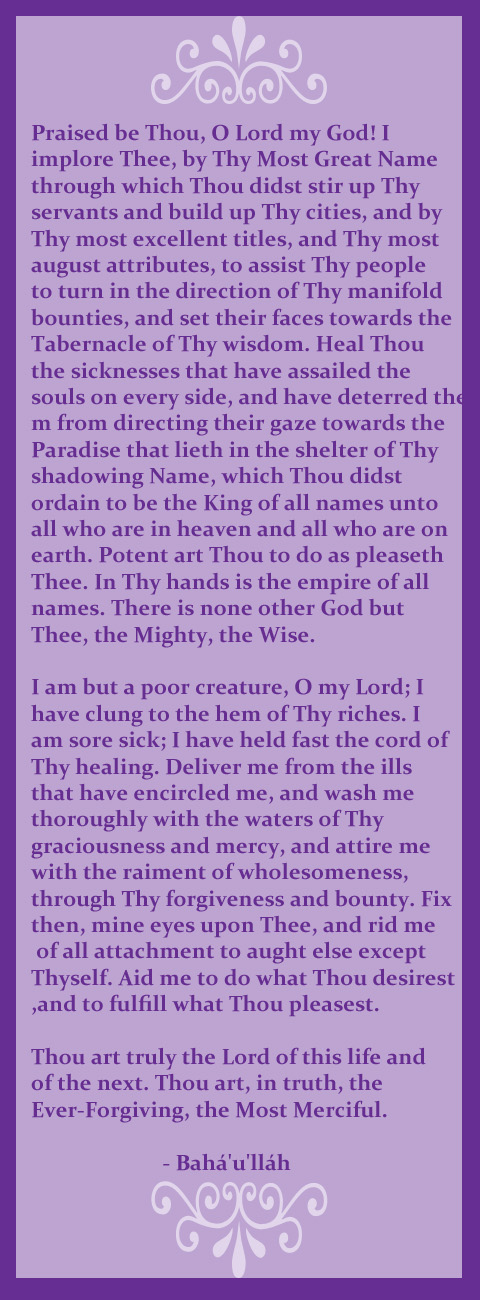 Praised be Thou, O Lord my God! I
implore Thee, by Thy Most Great Name
through which Thou didst stir up Thy
servants and build up Thy cities, and by
Thy most excellent titles, and Thy most
august attributes, to assist Thy people
to turn in the direction of Thy manifold
bounties, and set their faces towards the
Tabernacle of Thy wisdom. Heal Thou
the sicknesses that have assailed the
souls on every side, and have deterred the
m from directing their gaze towards the
Paradise that lieth in the shelter of Thy
shadowing Name, which Thou didst
ordain to be the King of all names unto
all who are in heaven and all who are on
earth. Potent art Thou to do as pleaseth
Thee. In Thy hands is the empire of all
names. There is none other God but
Thee, the Mighty, the Wise.

I am but a poor creature, O my Lord; I
have clung to the hem of Thy riches. I
am sore sick; I have held fast the cord of
Thy healing. Deliver me from the ills
that have encircled me, and wash me
thoroughly with the waters of Thy
graciousness and mercy, and attire me
with the raiment of wholesomeness,
through Thy forgiveness and bounty. Fix
then, mine eyes upon Thee, and rid me
of all attachment to aught else except
Thyself. Aid me to do what Thou desirest
,and to fulfill what Thou pleasest.

Thou art truly the Lord of this life and
of the next. Thou art, in truth, the
Ever-Forgiving, the Most Merciful.

- Bahá'u'lláh